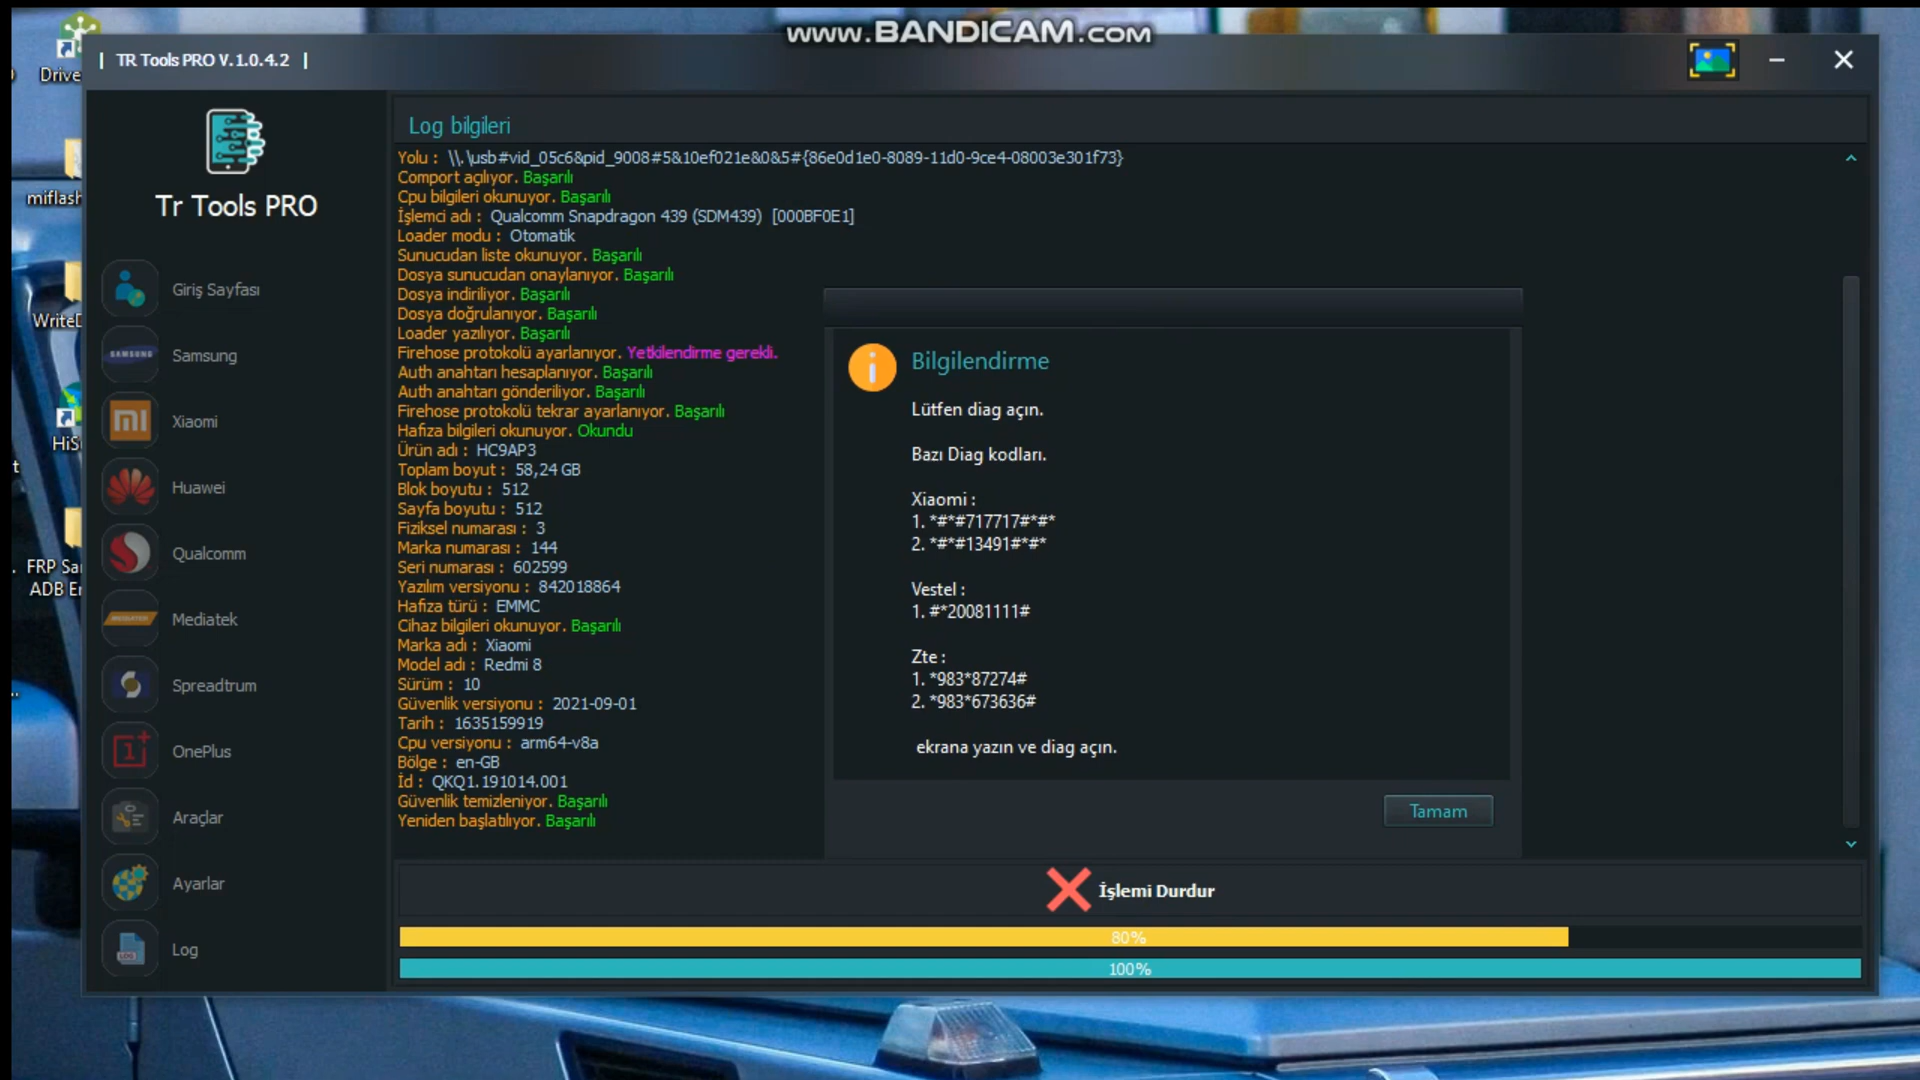 www.BANDICAM.com
Drive
| TR Tools PRO V.1.0.4.2 |
miflash
WriteD
HiS
FRP Sa
ADB E
Tr Tools PRO
Giriş Sayfası
SAMSUNG
Samsung
Xiaomi
Huawei
Qualcomm
MEDIATEK
Mediatek
Spreadtrum
OnePlus
Araçlar
Ayarlar
LOG
Log
Log bilgileri
Yolu : \\.\usb#vid_05c6&pid_9008#5&10ef021e&0&5#{86e0d1e0-8089-11d0-9ce4-08003e301f73}
Comport açılıyor. Başarılı
Cpu bilgileri okunuyor. Başarılı
İşlemci adı : Qualcomm Snapdragon 439 (SDM439) [000BF0E1]
Loader modu : Otomatik
Sunucudan liste okunuyor. Başarılı
Dosya sunucudan onaylanıyor. Başarılı
Dosya indiriliyor. Başarılı
Dosya doğrulanıyor. Başarılı
Loader yazılıyor. Başarılı
Firehose protokolü ayarlanıyor. Yetkilendirme gerekli.
Auth anahtarı hesaplanıyor. Başarılı
Auth anahtarı gönderiliyor. Başarılı
Firehose protokolü tekrar ayarlanıyor. Başarılı
Hafıza bilgileri okunuyor. Okundu
Ürün adı : HC9AP3
Toplam boyut : 58,24 GB
Blok boyutu : 512
Sayfa boyutu : 512
Fiziksel numarası : 3
Marka numarası : 144
Seri numarası : 602599
Yazılım versiyonu : 842018864
Hafıza türü : EMMC
Cihaz bilgileri okunuyor. Başarılı
Marka adı : Xiaomi
Model adı : Redmi 8
Sürüm : 10
Güvenlik versiyonu : 2021-09-01
Tarih : 1635159919
Cpu versiyonu : arm64-v8a
Bölge : en-GB
İd : QKQ1.191014.001
Güvenlik temizleniyor. Başarılı
Yeniden başlatılıyor. Başarılı
Bilgilendirme
Lütfen diag açın.
Bazı Diag kodları.
Xiaomi :
1. *#*#717717#*#*
2. *#*#13491#*#*
Vestel :
1. #*20081111#
Zte :
1. *983*87274#
2. *983*673636#
ekrana yazın ve diag açın.
Tamam
İşlemi Durdur
80%
100%